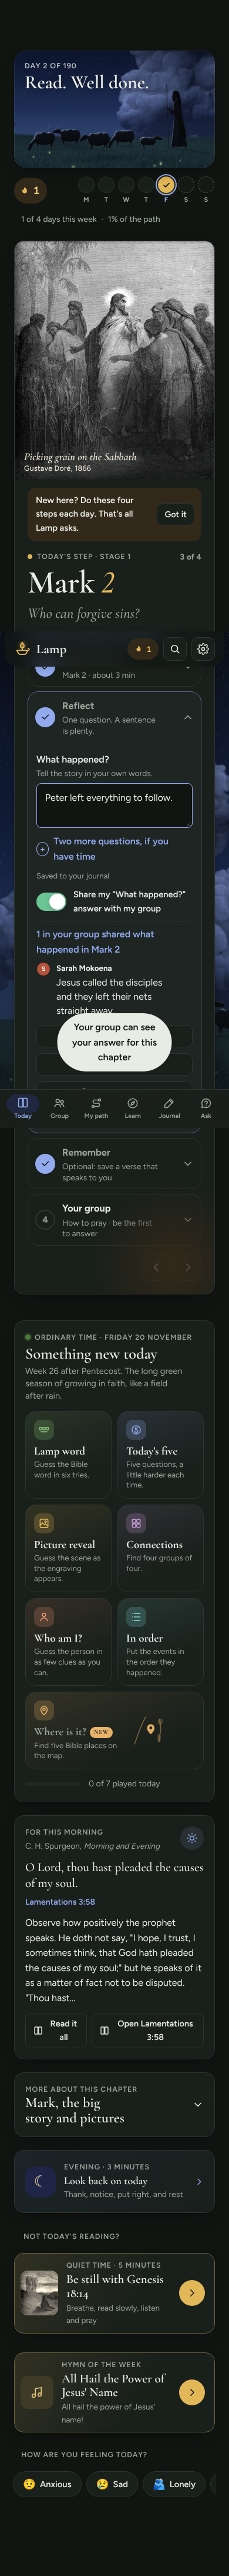 DAY 2 OF 190
Read. Well done.
1
M T W T F S S
1 of 4 days this week · 1% of the path
Picking grain on the Sabbath
Gustave Doré, 1866
New here? Do these four
steps each day. That's all
Lamp asks.
Got it
TODAY'S STEP · STAGE 1
3 of 4
Mark 2
Who can forgive sins?
Lamp
1
Mark 2 · about 3 min
Reflect
One question. A sentence
is plenty.
What happened?
Tell the story in your own words.
Peter left everything to follow.
Two more questions, if you
have time
Saved to your journal
Share my "What happened?"
answer with my group
1 in your group shared what
happened in Mark 2
S
Sarah Mokoena
Jesus called the disciples
and they left their nets
straight away
Your group can see
your answer for this
chapter
Today
Group
My path
Learn
Journal
Ask
Remember
Optional: save a verse that
speaks to you
4
Your group
How to pray · be the first
to answer
ORDINARY TIME · FRIDAY 20 NOVEMBER
Something new today
Week 26 after Pentecost. The long green
season of growing in faith, like a field
after rain.
Lamp word
Guess the Bible
word in six tries.
Today's five
Five questions, a
little harder each
time.
Picture reveal
Guess the scene as
the engraving
appears.
Connections
Find four groups of
four.
Who am I?
Guess the person in
as few clues as you
can.
In order
Put the events in
the order they
happened.
Where is it? NEW
Find five Bible places on
the map.
0 of 7 played today
FOR THIS MORNING
C. H. Spurgeon, Morning and Evening
O Lord, thou hast pleaded the causes
of my soul.
Lamentations 3:58
Observe how positively the prophet
speaks. He doth not say, "I hope, I trust, I
sometimes think, that God hath pleaded
the causes of my soul;" but he speaks of it
as a matter of fact not to be disputed.
"Thou hast…
Read it
all
Open Lamentations
3:58
MORE ABOUT THIS CHAPTER
Mark, the big
story and pictures
EVENING · 3 MINUTES
Look back on today
Thank, notice, put right, and rest
NOT TODAY'S READING?
QUIET TIME · 5 MINUTES
Be still with Genesis
18:14
Breathe, read slowly, listen
and pray
HYMN OF THE WEEK
All Hail the Power of
Jesus' Name
All hail the power of Jesus'
name!
HOW ARE YOU FEELING TODAY?
Anxious
Sad
Lonely